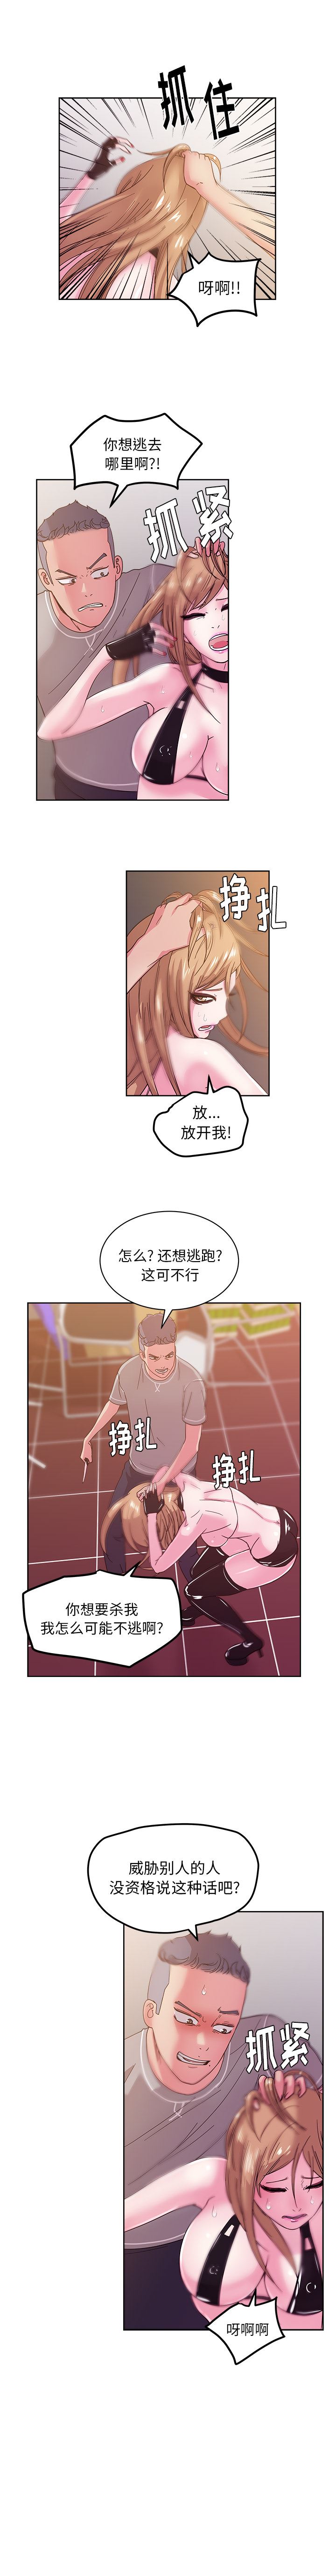 抓住
呀啊!!
你想逃去
哪里啊?!
抓紧
挣扎
放...
放开我!
怎么? 还想逃跑?
这可不行
挣扎
挣扎
你想要杀我
我怎么可能不逃啊?
威胁别人的人
没资格说这种话吧?
抓紧
呀啊啊